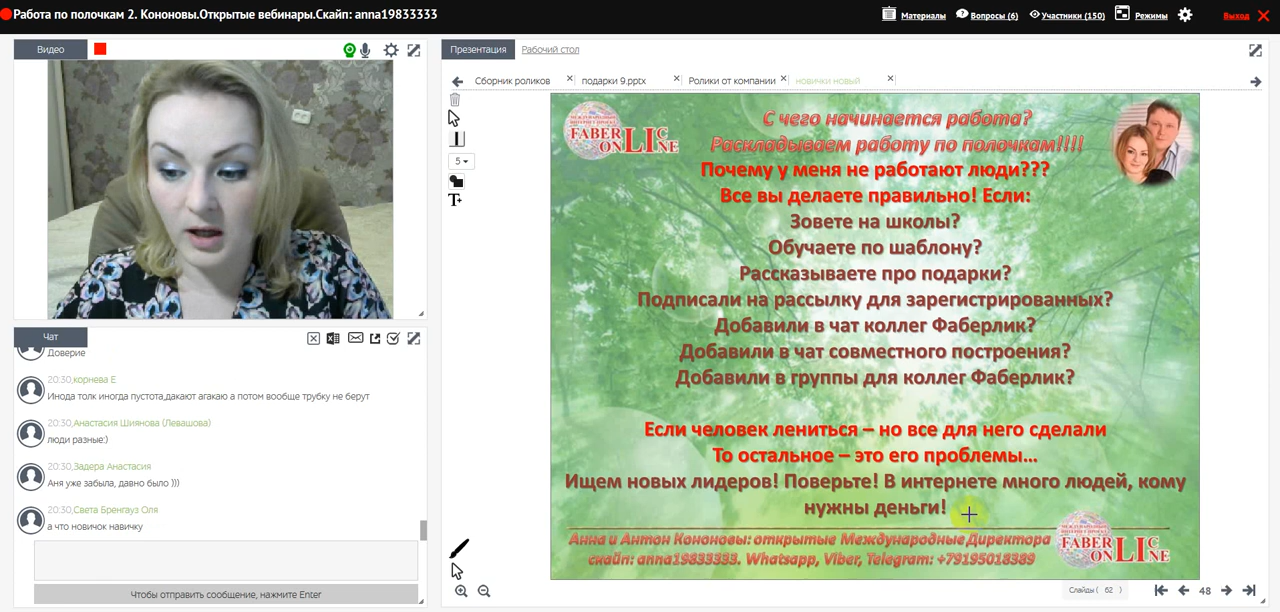 Работа по полочкам 2. Кононовы.Открытые вебинары.Скайп: anna19833333
Материалы
Вопросы (6)
Участники (150)
Режимы
Выход
Видео
Презентация
Рабочий стол
Сборник роликов
подарки 9.pptx
Ролики от компании
новички новый
5
T+
FABERLIC
ONLINE
С чего начинается работа?
Раскладываем работу по полочкам!!!!
Почему у меня не работают люди???
Все вы делаете правильно! Если:
Зовете на школы?
Обучаете по шаблону?
Рассказываете про подарки?
Подписали на рассылку для зарегистрированных?
Добавили в чат коллег Фаберлик?
Добавили в чат совместного построения?
Добавили в группы для коллег Фаберлик?
Если человек лениться – но все для него сделали
То остальное – это его проблемы...
Ищем новых лидеров! Поверьте! В интернете много людей, кому
нужны деньги!
Анна и Антон Кононовы: открытые Международные Директора
скайп: anna19833333. Whatsapp, Viber, Telegram: +79195018389
FABERLIC
ONLINE
Слайды ( 62 )
48
Чат
Доверие
20:30,корнева Е
Инода толк иногда пустота,дакают агакаю а потом вообще трубку не берут
20:30,Анастасия Шиянова (Левашова)
люди разные:)
20:30,Задера Анастасия
Аня уже забыла, давно было )))
20:30,Света Бренгауз Оля
а что новичок навичку
Чтобы отправить сообщение, нажмите Enter